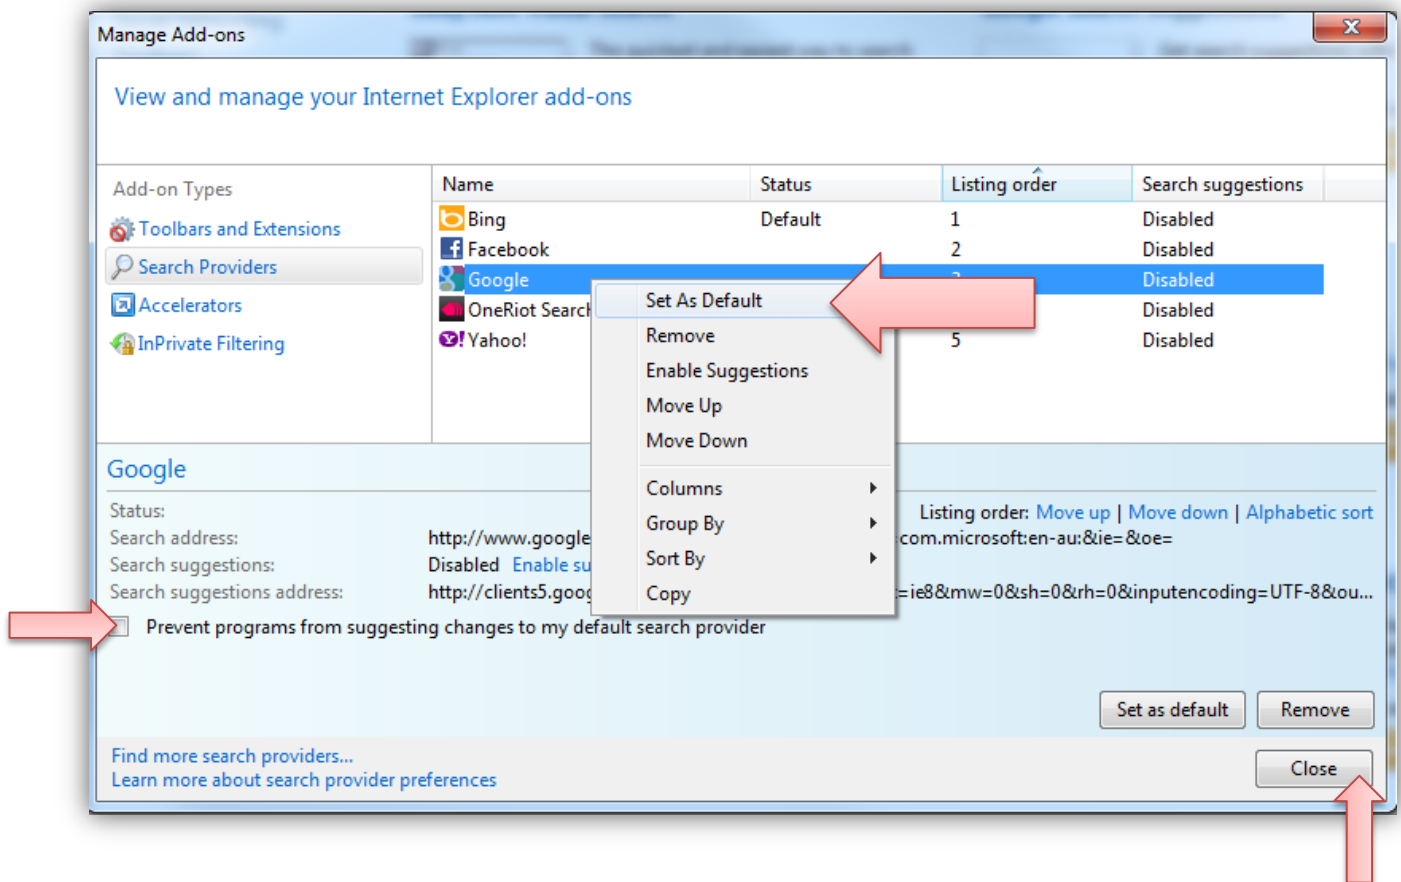 Manage Add-ons
x
View and manage your Internet Explorer add-ons
Add-on Types
Toolbars and Extensions
Search Providers
Accelerators
InPrivate Filtering
Name Status Listing order Search suggestions
Bing Default 1 Disabled
Facebook 2 Disabled
Google Disabled
OneRiot Search Disabled
Yahoo! 5 Disabled
Set As Default
Remove
Enable Suggestions
Move Up
Move Down
Columns
Group By
Sort By
Copy
Google
Status:
Listing order: Move up | Move down | Alphabetic sort
Search address: http://www.google com.microsoft:en-au:&ie=&oe=
Search suggestions: Disabled Enable su
Search suggestions address: http://clients5.goog =ie8&mw=0&sh=0&rh=0&inputencoding=UTF-8&ou...
Prevent programs from suggesting changes to my default search provider
Set as default Remove
Find more search providers...
Learn more about search provider preferences
Close